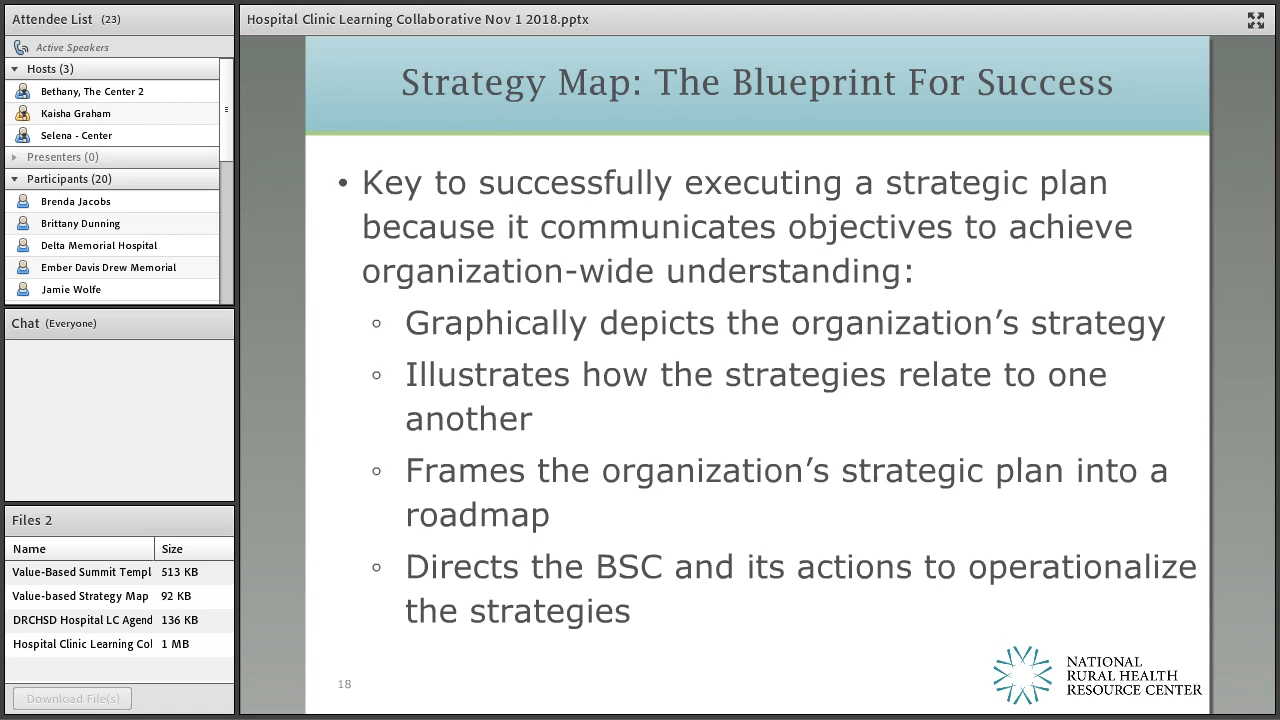 Attendee List (23)
Active Speakers
Hosts (3)
Bethany, The Center 2
Kaisha Graham
Selena - Center
Presenters (0)
Participants (20)
Brenda Jacobs
Brittany Dunning
Delta Memorial Hospital
Ember Davis Drew Memorial
Jamie Wolfe
Chat (Everyone)
Files 2
Name Size
Value-Based Summit Templ 513 KB
Value-based Strategy Map 92 KB
DRCHSD Hospital LC Agend 136 KB
Hospital Clinic Learning Col 1 MB
Download File(s)
Hospital Clinic Learning Collaborative Nov 1 2018.pptx
Strategy Map: The Blueprint For Success
• Key to successfully executing a strategic plan
because it communicates objectives to achieve
organization-wide understanding:
◦ Graphically depicts the organization’s strategy
◦ Illustrates how the strategies relate to one
another
◦ Frames the organization’s strategic plan into a
roadmap
◦ Directs the BSC and its actions to operationalize
the strategies
18
NATIONAL
RURAL HEALTH
RESOURCE CENTER